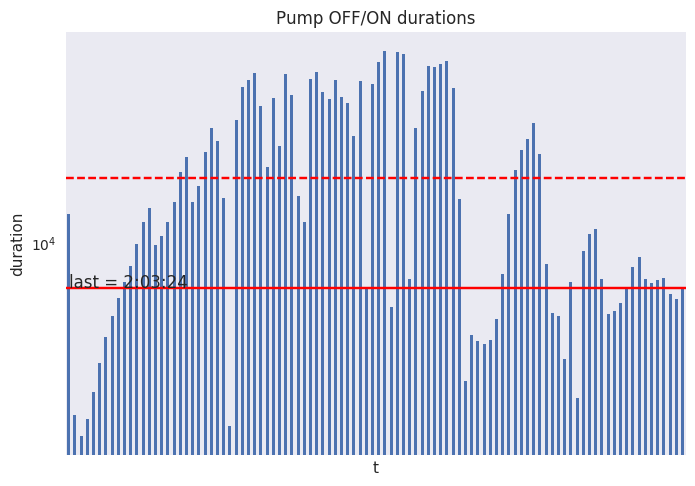 Pump OFF/ON durations
duration
10⁴
last = 2:03:24
t